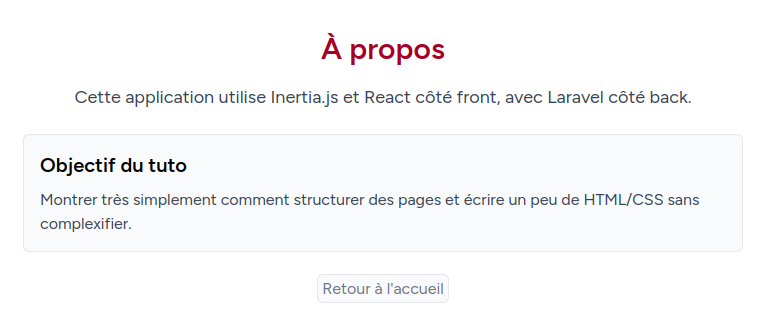 À propos
Cette application utilise Inertia.js et React côté front, avec Laravel côté back.
Objectif du tuto
Montrer très simplement comment structurer des pages et écrire un peu de HTML/CSS sans
complexifier.
Retour à l'accueil